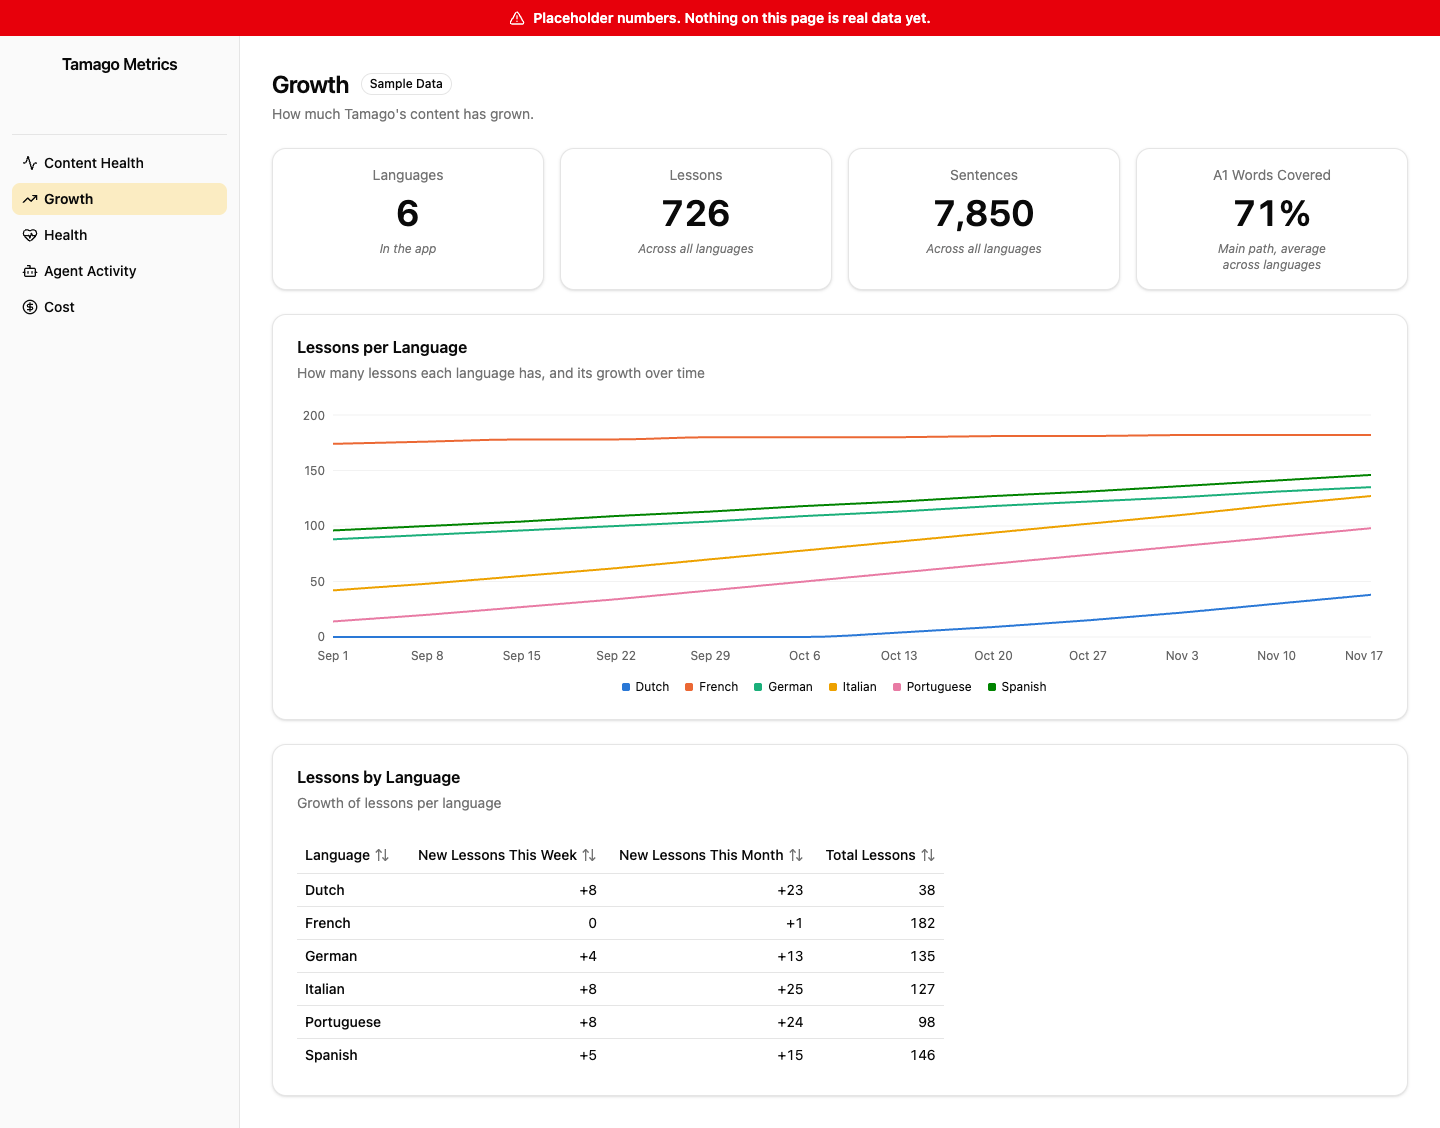 Placeholder numbers. Nothing on this page is real data yet.
Tamago Metrics
Content Health
Growth
Health
Agent Activity
Cost
Growth
Sample Data
How much Tamago's content has grown.
Languages
6
In the app
Lessons
726
Across all languages
Sentences
7,850
Across all languages
A1 Words Covered
71%
Main path, average
across languages
Lessons per Language
How many lessons each language has, and its growth over time
200
150
100
50
0
Sep 1 Sep 8 Sep 15 Sep 22 Sep 29 Oct 6 Oct 13 Oct 20 Oct 27 Nov 3 Nov 10 Nov 17
Dutch French German Italian Portuguese Spanish
Lessons by Language
Growth of lessons per language
Language New Lessons This Week New Lessons This Month Total Lessons
Dutch +8 +23 38
French 0 +1 182
German +4 +13 135
Italian +8 +25 127
Portuguese +8 +24 98
Spanish +5 +15 146